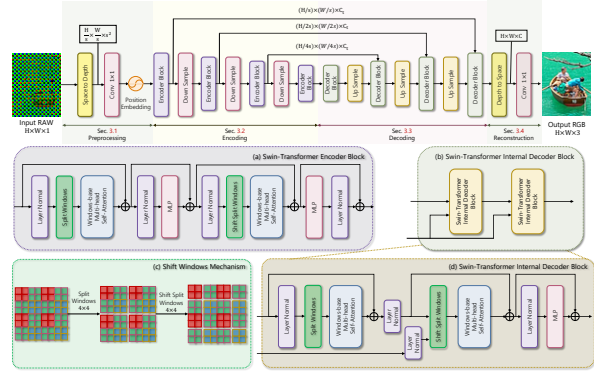 (H/s)×(W/s)×C₁
(H/2s)×(W/2s)×C₂
(H/4s)×(W/4s)×C₃
H/s × W/s ×s²
H×W×C
Space to Depth
Conv 1×1
Position
Embedding
Encoder Block
Down Sample
Encoder Block
Down Sample
Encoder Block
Down Sample
Encoder Block
Decoder Block
Up Sample
Decoder Block
Up Sample
Decoder Block
Up Sample
Decoder Block
Depth to Space
Conv 1×1
Input RAW
H×W×1
Output RGB
H×W×3
Sec. 3.1
Preprocessing
Sec. 3.2
Encoding
Sec. 3.3
Decoding
Sec. 3.4
Reconstruction
(a) Swin-Transformer Encoder Block
Layer Normal
Split Windows
Windows-base
Multi-head
Self-Attention
Layer Normal
MLP
Layer Normal
Shift Split Windows
Windows-base
Multi-head
Self-Attention
MLP
Layer Normal
(b) Swin-Transformer Internal Decoder Block
Swin-Transformer
Internal Decoder
Block
Swin-Transformer
Internal Decoder
Block
(c) Shift Windows Mechanism
Split
Windows
4×4
Shift Split
Windows
4×4
(d) Swin-Transformer Internal Decoder Block
Layer Normal
Split Windows
Windows-base
Multi-head
Self-Attention
Layer Normal
Layer Normal
Shift Split Windows
Windows-base
Multi-head
Self-Attention
Layer Normal
MLP